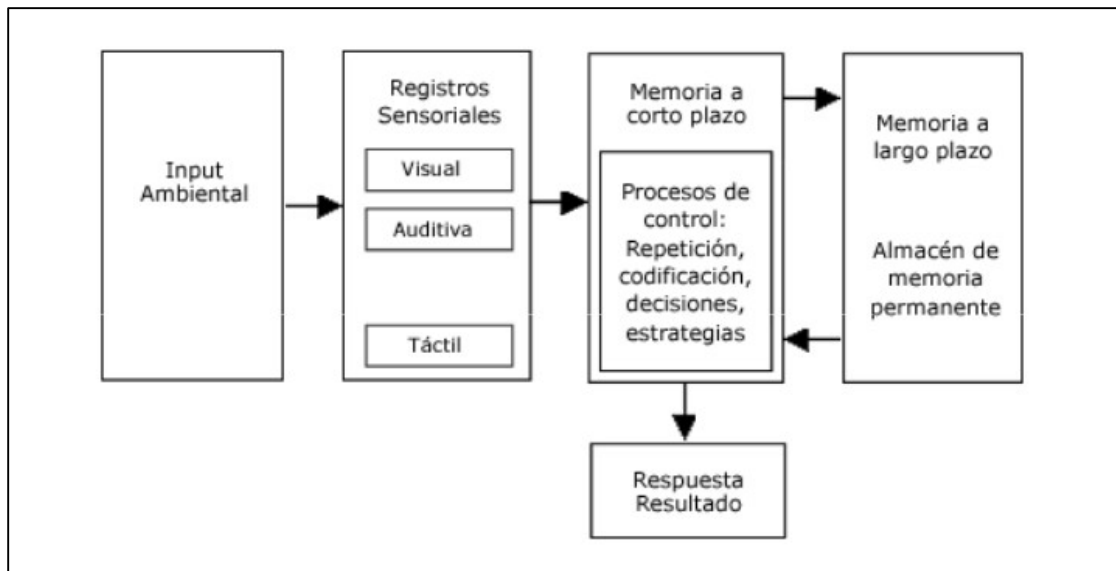 Input
Ambiental
Registros
Sensoriales
Visual
Auditiva
Táctil
Memoria a
corto plazo
Procesos de
control:
Repetición,
codificación,
decisiones,
estrategias
Memoria a
largo plazo
Almacén de
memoria
permanente
Respuesta
Resultado